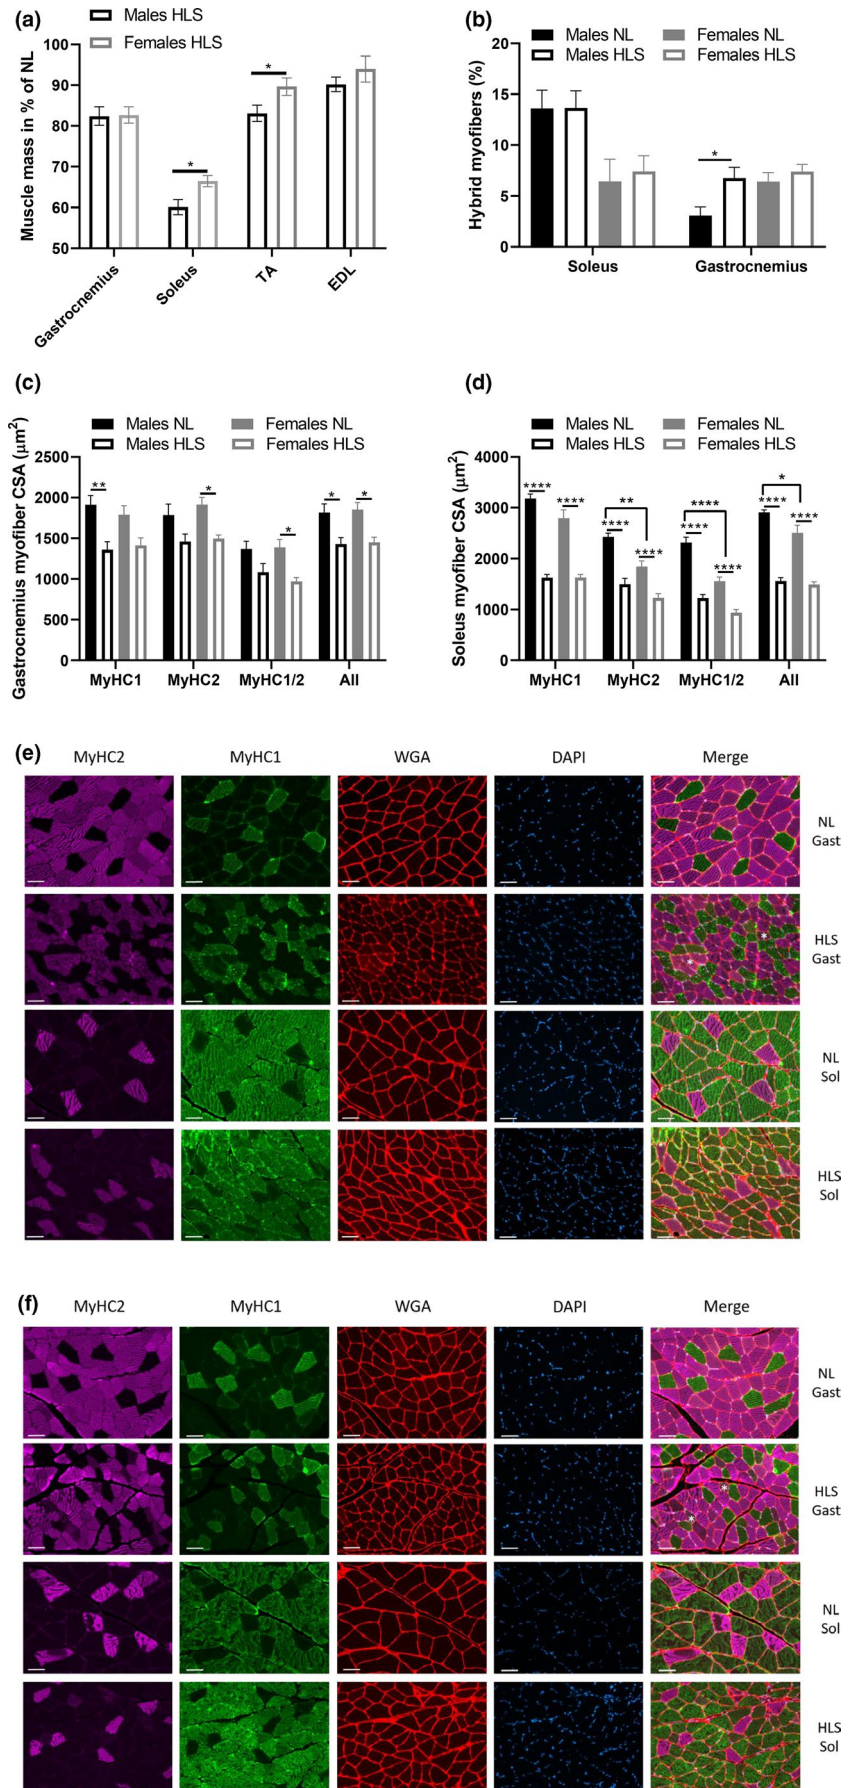 (a)
Males HLS
Females HLS
Muscle mass in % of NL
100
90
80
70
60
50
*
*
Gastrocnemius
Soleus
TA
EDL
(b)
Males NL
Females NL
Males HLS
Females HLS
Hybrid myofibers (%)
20
15
10
5
0
*
Soleus
Gastrocnemius
(c)
Males NL
Females NL
Males HLS
Females HLS
Gastrocnemius myofiber CSA (μm²)
2500
2000
1500
1000
500
0
**
*
*
*
*
MyHC1
MyHC2
MyHC1/2
All
(d)
Males NL
Females NL
Males HLS
Females HLS
Soleus myofiber CSA (μm²)
4000
3000
2000
1000
0
****
****
**
****
****
****
****
****
*
****
****
MyHC1
MyHC2
MyHC1/2
All
(e)
MyHC2
MyHC1
WGA
DAPI
Merge
NL
Gast
*
*
HLS
Gast
NL
Sol
HLS
Sol
(f)
MyHC2
MyHC1
WGA
DAPI
Merge
NL
Gast
*
*
HLS
Gast
NL
Sol
HLS
Sol